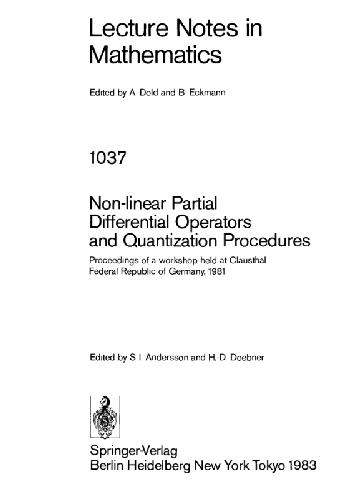 Lecture Notes in
Mathematics
Edited by A. Dold and B. Eckmann
1037
Non-linear Partial
Differential Operators
and Quantization Procedures
Proceedings of a workshop held at Clausthal
Federal Republic of Germany, 1981
Edited by S. I. Andersson and H.-D. Doebner
Springer-Verlag
Berlin Heidelberg New York Tokyo 1983